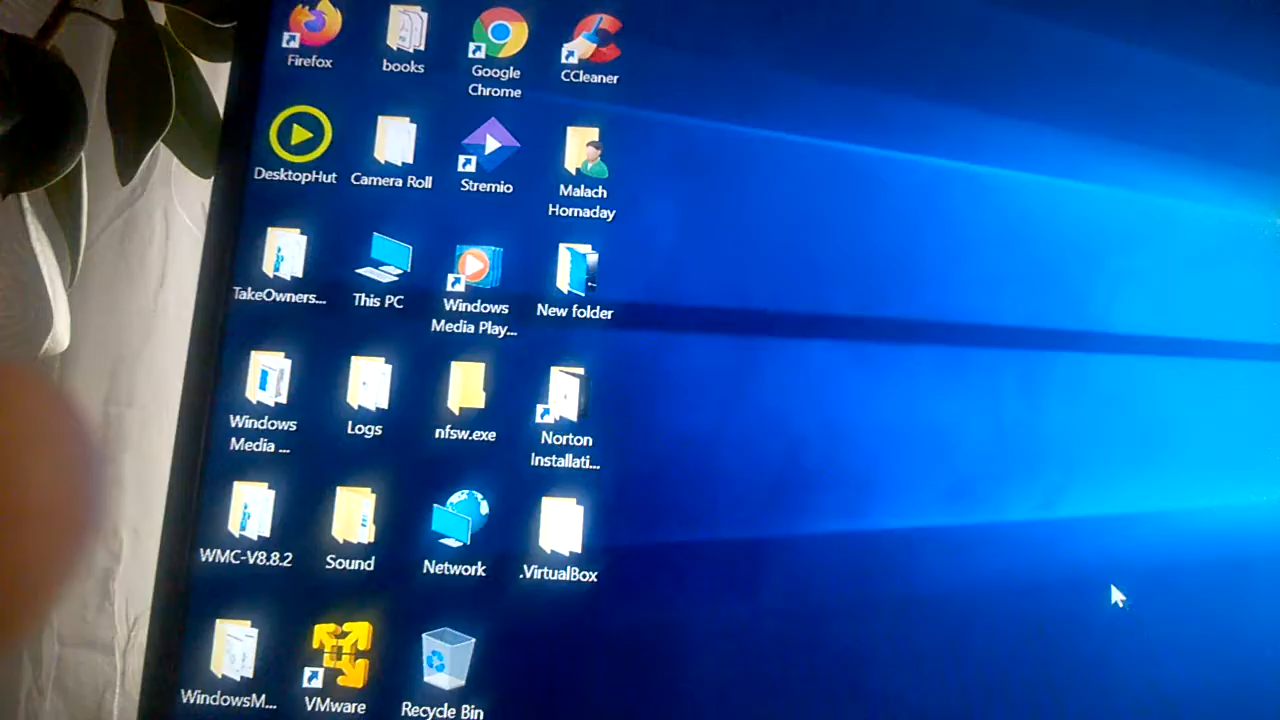 Firefox
books
Google
Chrome
CCleaner
DesktopHut
Camera Roll
Stremio
Malach
Hornaday
TakeOwners...
This PC
Windows
Media Play...
New folder
Windows
Media ...
Logs
nfsw.exe
Norton
Installati...
WMC-V8.8.2
Sound
Network
.VirtualBox
WindowsM...
VMware
Recycle Bin